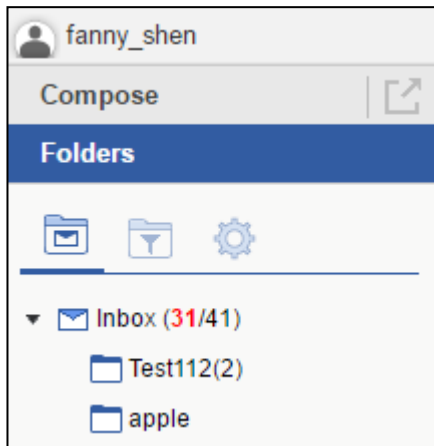 fanny_shen
Compose
Folders
Inbox (31/41)
Test112(2)
apple